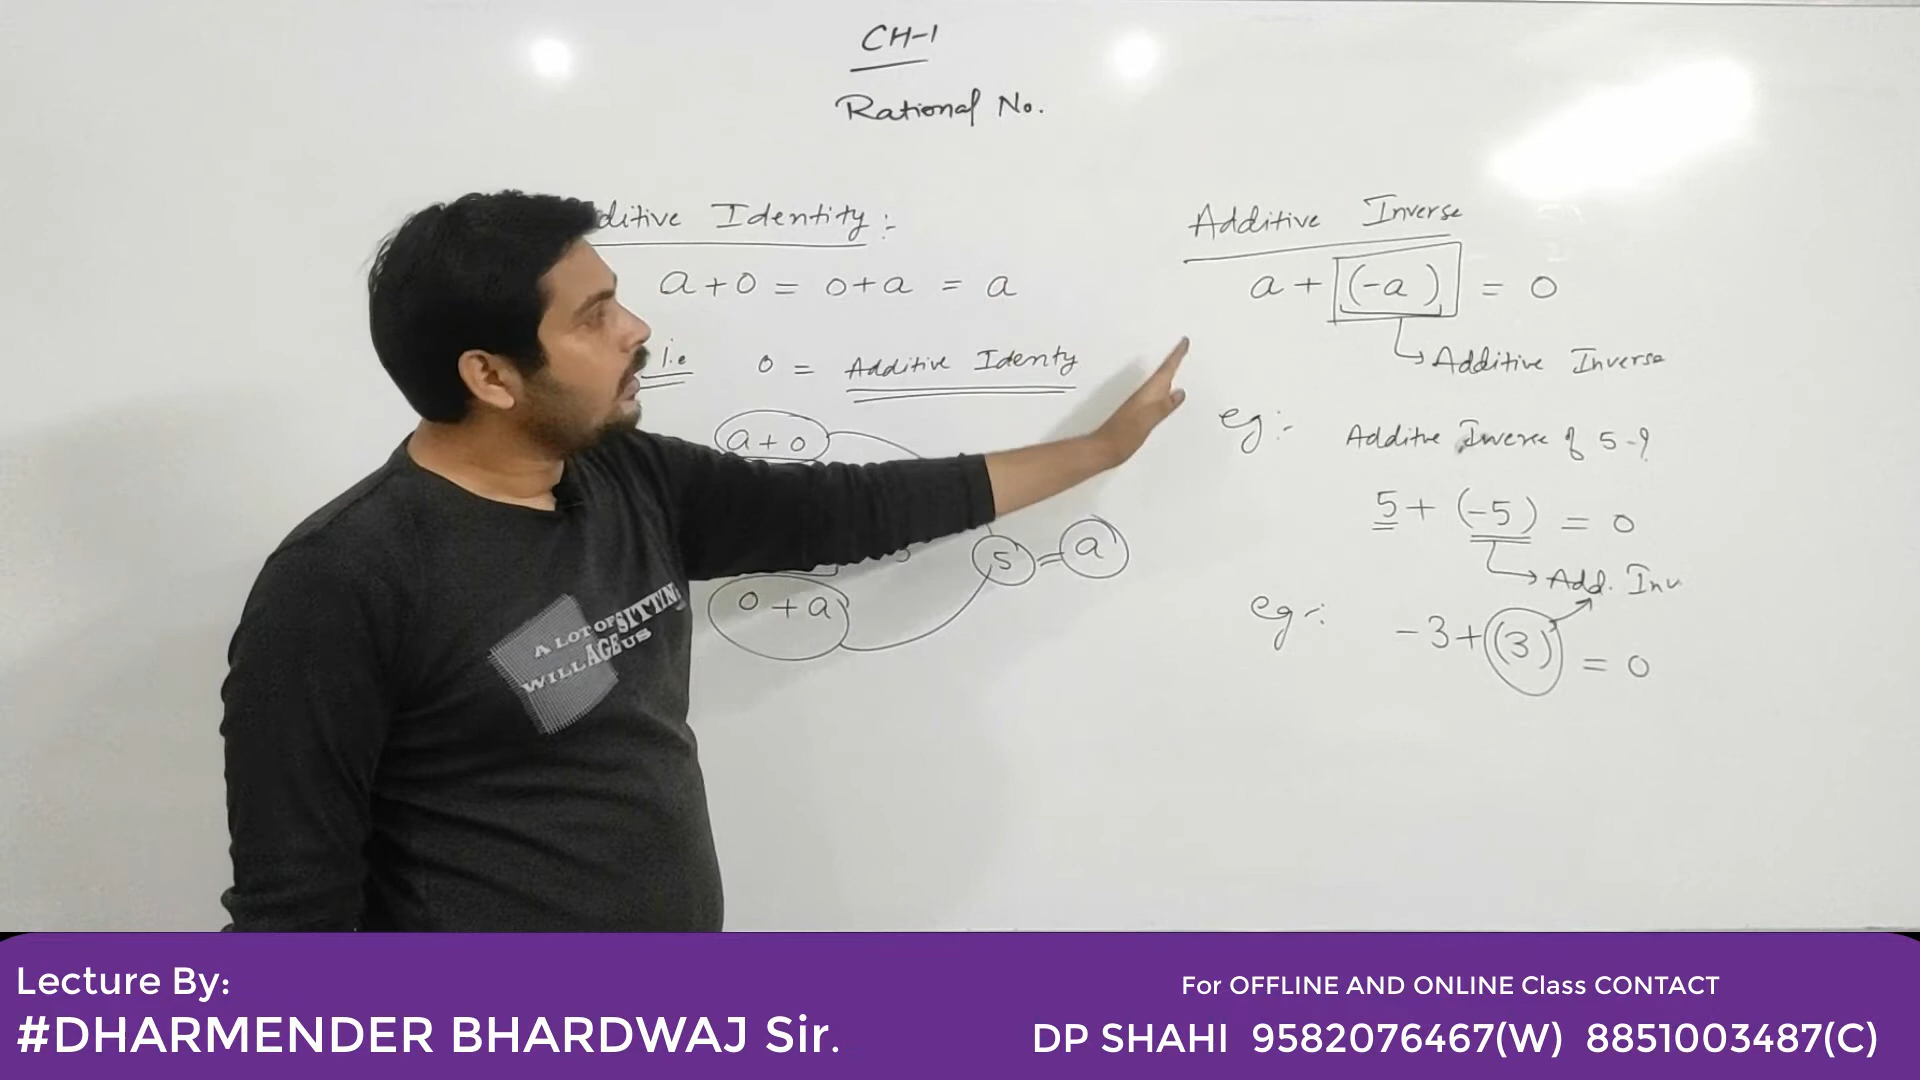 CH-1
Rational No.
ditive Identity :-
a + 0 = 0 + a = a
i.e 0 = Additive Identy
a + 0
5 = a
0 + a
Additive Inverse
a + (-a) = 0
Additive Inverse
eg :- Additive Inverse of 5-?
5 + (-5) = 0
Add. Inv
eg :- -3 + (3) = 0
A LOT OF SITTIN
AGE US
WILL
Lecture By:
#DHARMENDER BHARDWAJ Sir.
For OFFLINE AND ONLINE Class CONTACT
DP SHAHI 9582076467(W) 8851003487(C)